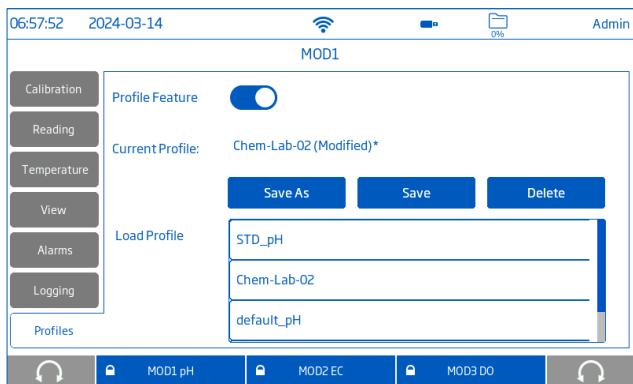 06:57:52 2024-03-14 0% Admin
MOD1
Calibration
Profile Feature
Reading
Current Profile: Chem-Lab-02 (Modified)*
Temperature
Save As Save Delete
View
Load Profile STD_pH
Alarms
Chem-Lab-02
Logging
default_pH
Profiles
MOD1 pH MOD2 EC MOD3 DO